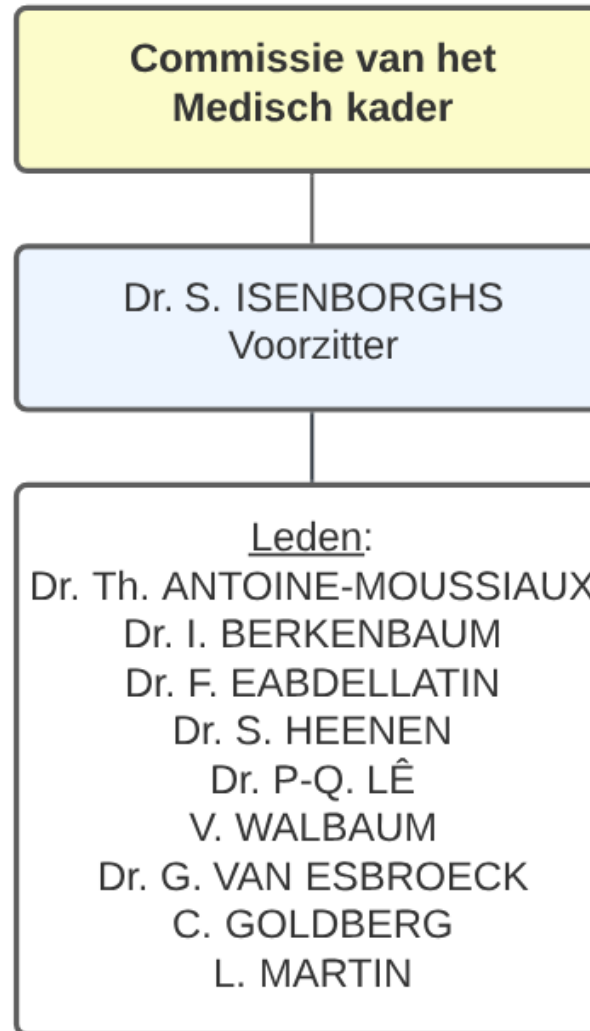 Commissie van het
Medisch kader
Dr. S. ISENBORGHS
Voorzitter
Leden:
Dr. Th. ANTOINE-MOUSSIAUX
Dr. I. BERKENBAUM
Dr. F. EABDELLATIN
Dr. S. HEENEN
Dr. P-Q. LÊ
V. WALBAUM
Dr. G. VAN ESBROECK
C. GOLDBERG
L. MARTIN